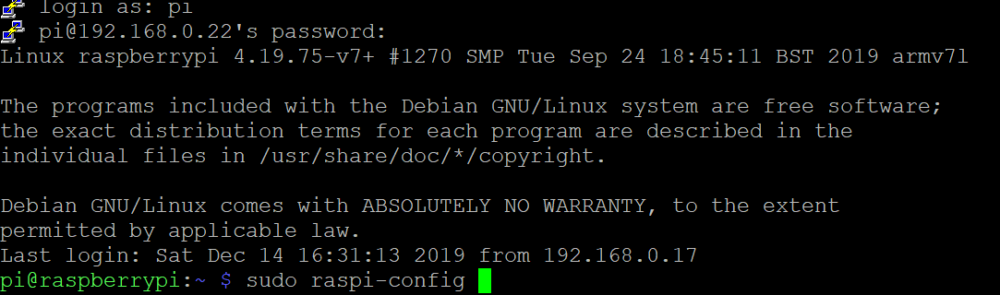 login as: pi
pi@192.168.0.22's password:
Linux raspberrypi 4.19.75-v7+ #1270 SMP Tue Sep 24 18:45:11 BST 2019 armv7l
The programs included with the Debian GNU/Linux system are free software;
the exact distribution terms for each program are described in the
individual files in /usr/share/doc/*/copyright.
Debian GNU/Linux comes with ABSOLUTELY NO WARRANTY, to the extent
permitted by applicable law.
Last login: Sat Dec 14 16:31:13 2019 from 192.168.0.17
pi@raspberrypi:~ $ sudo raspi-config